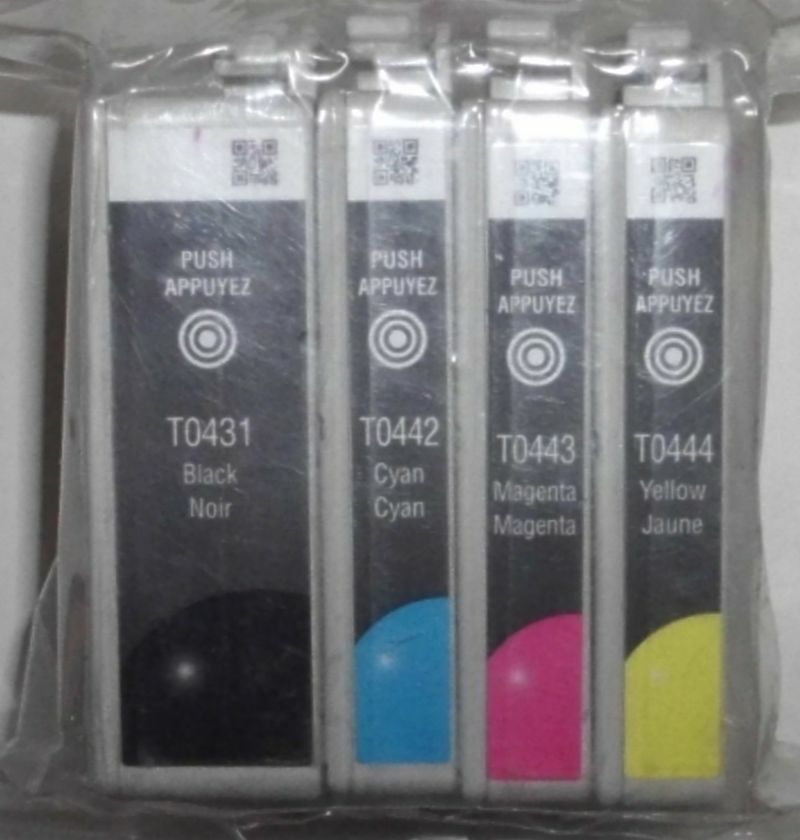 PUSH
APPUYEZ
T0431
Black
Noir
PUSH
APPUYEZ
T0442
Cyan
Cyan
PUSH
APPUYEZ
T0443
Magenta
Magenta
PUSH
APPUYEZ
T0444
Yellow
Jaune